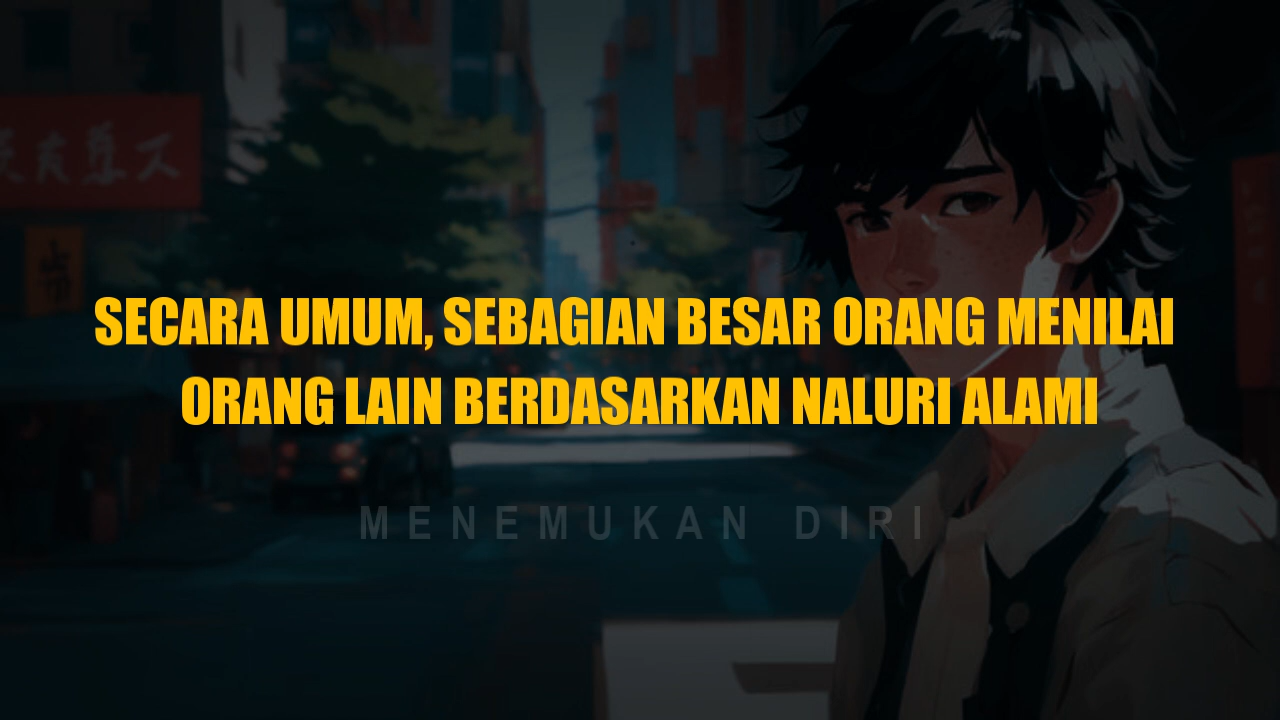 SECARA UMUM, SEBAGIAN BESAR ORANG MENILAI
ORANG LAIN BERDASARKAN NALURI ALAMI
MENEMUKAN DIRI